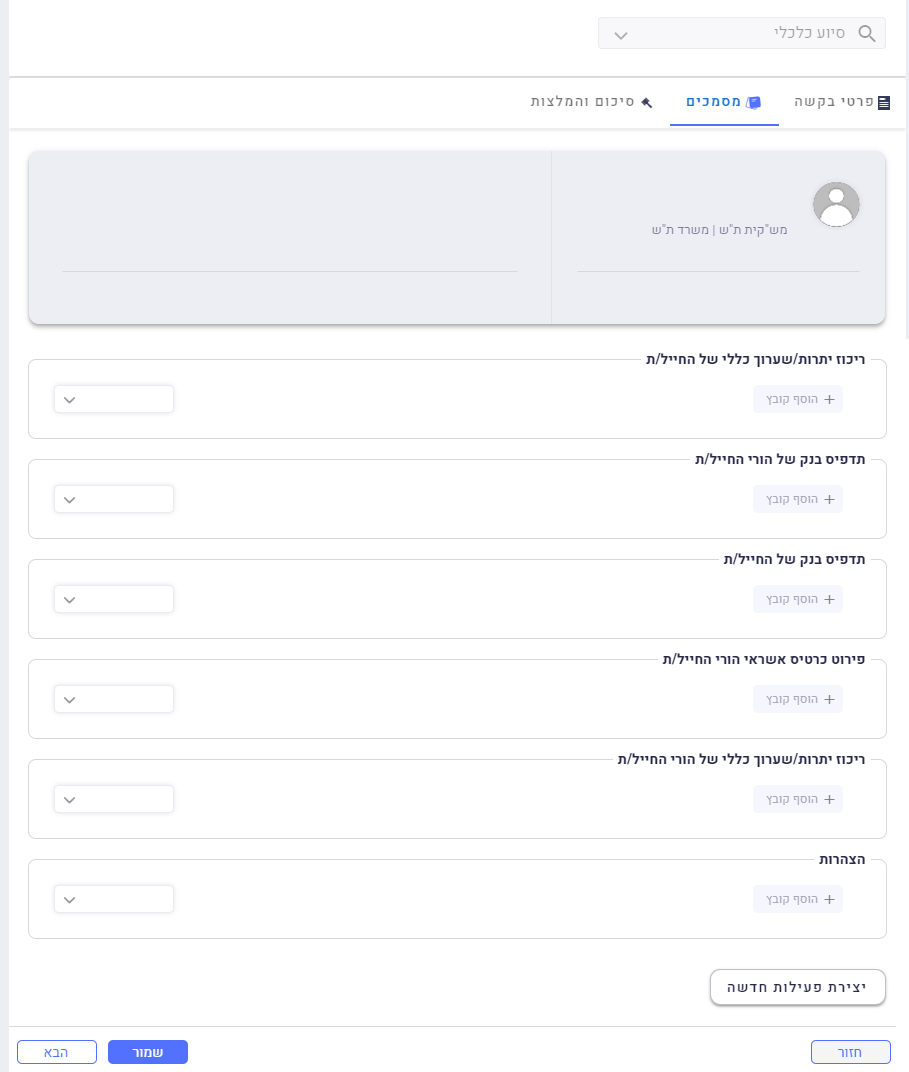 סיוע כלכלי
פרטי בקשה
מסמכים
סיכום והמלצות
מש"קית ת"ש | משרד ת"ש
ריכוז יתרות/שערוך כללי של החייל/ת
+ הוסף קובץ
תדפיס בנק של הורי החייל/ת
+ הוסף קובץ
תדפיס בנק של החייל/ת
+ הוסף קובץ
פירוט כרטיס אשראי הורי החייל/ת
+ הוסף קובץ
ריכוז יתרות/שערוך כללי של הורי החייל/ת
+ הוסף קובץ
הצהרות
+ הוסף קובץ
יצירת פעילות חדשה
חזור
שמור
הבא